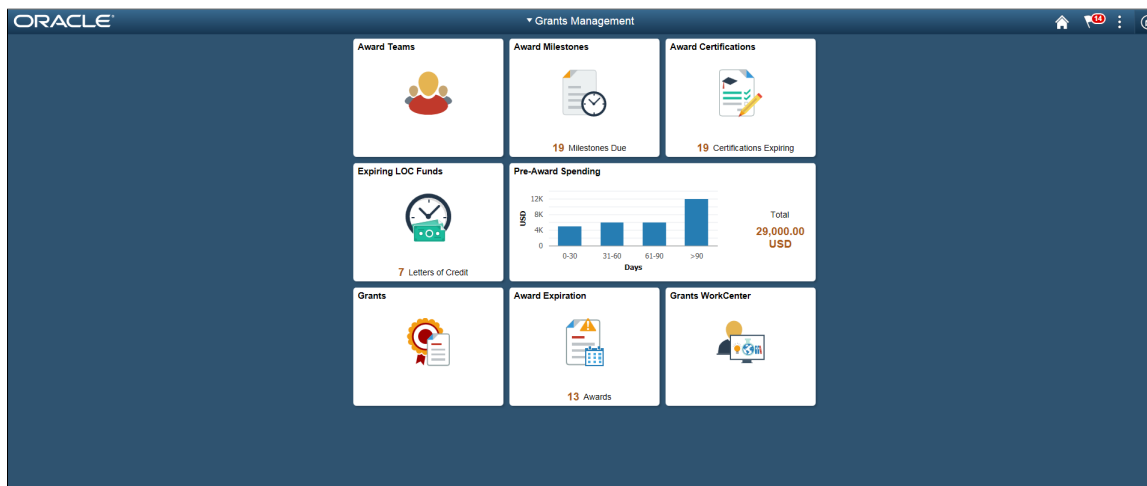 ORACLE
Grants Management
14
Award Teams
Award Milestones
19 Milestones Due
Award Certifications
19 Certifications Expiring
Expiring LOC Funds
7 Letters of Credit
Pre-Award Spending
USD
12K
8K
4K
0
0-30 31-60 61-90 >90
Days
Total
29,000.00
USD
Grants
Award Expiration
13 Awards
Grants WorkCenter